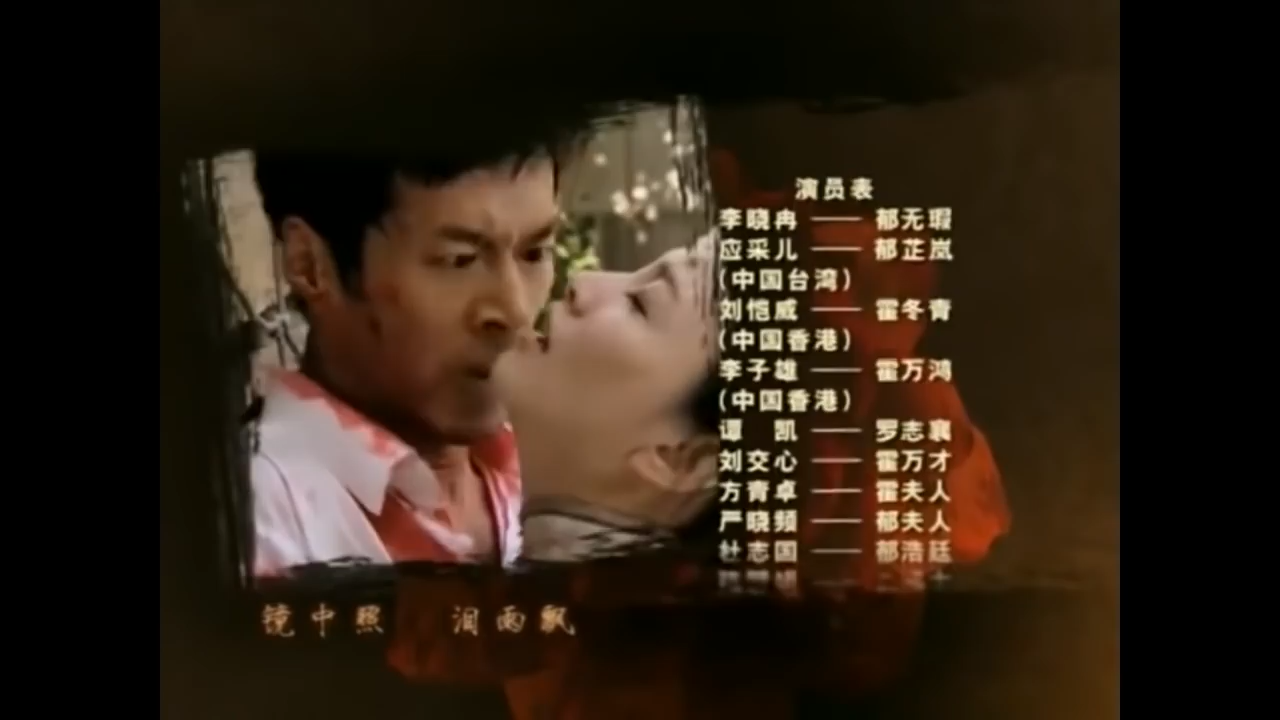 演员表
李晓冉 —— 郁无瑕
应采儿 —— 郁芷岚
(中国台湾)
刘恺威 —— 霍冬青
(中国香港)
李子雄 —— 霍万鸿
(中国香港)
谭　凯 —— 罗志襄
刘交心 —— 霍万才
方青卓 —— 霍夫人
严晓频 —— 郁夫人
杜志国 —— 郁浩廷
镜中照　泪雨飘